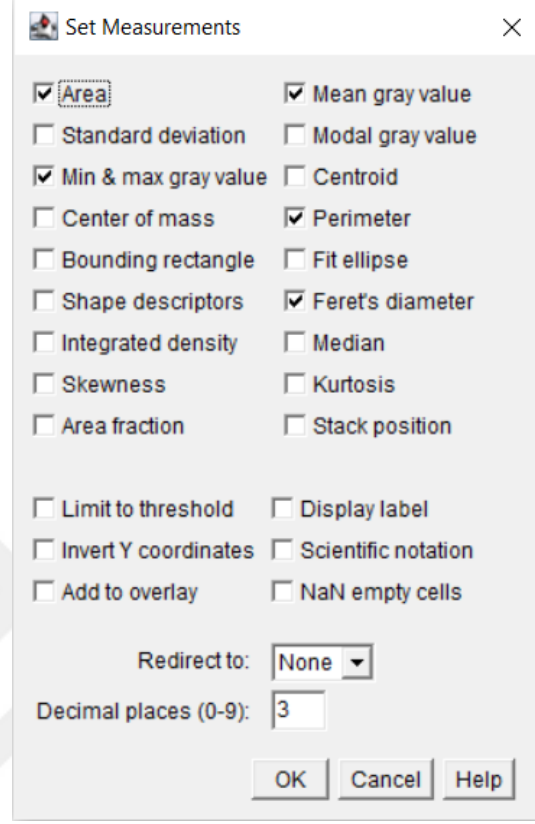 Set Measurements
Area Mean gray value
Standard deviation Modal gray value
Min & max gray value Centroid
Center of mass Perimeter
Bounding rectangle Fit ellipse
Shape descriptors Feret's diameter
Integrated density Median
Skewness Kurtosis
Area fraction Stack position
Limit to threshold Display label
Invert Y coordinates Scientific notation
Add to overlay NaN empty cells
Redirect to: None
Decimal places (0-9): 3
OK Cancel Help